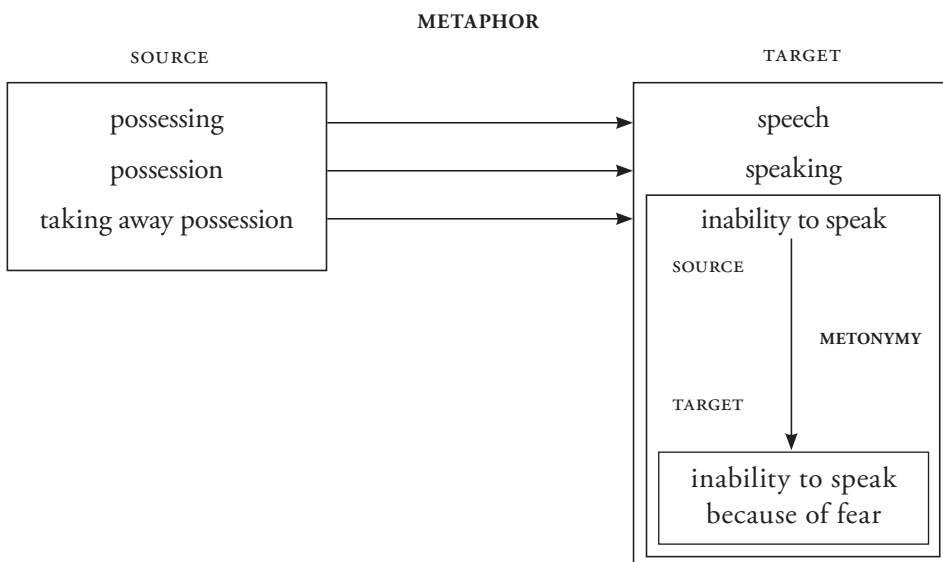 METAPHOR
SOURCE
TARGET
possessing
speech
possession
speaking
taking away possession
inability to speak
SOURCE
METONYMY
TARGET
inability to speak
because of fear